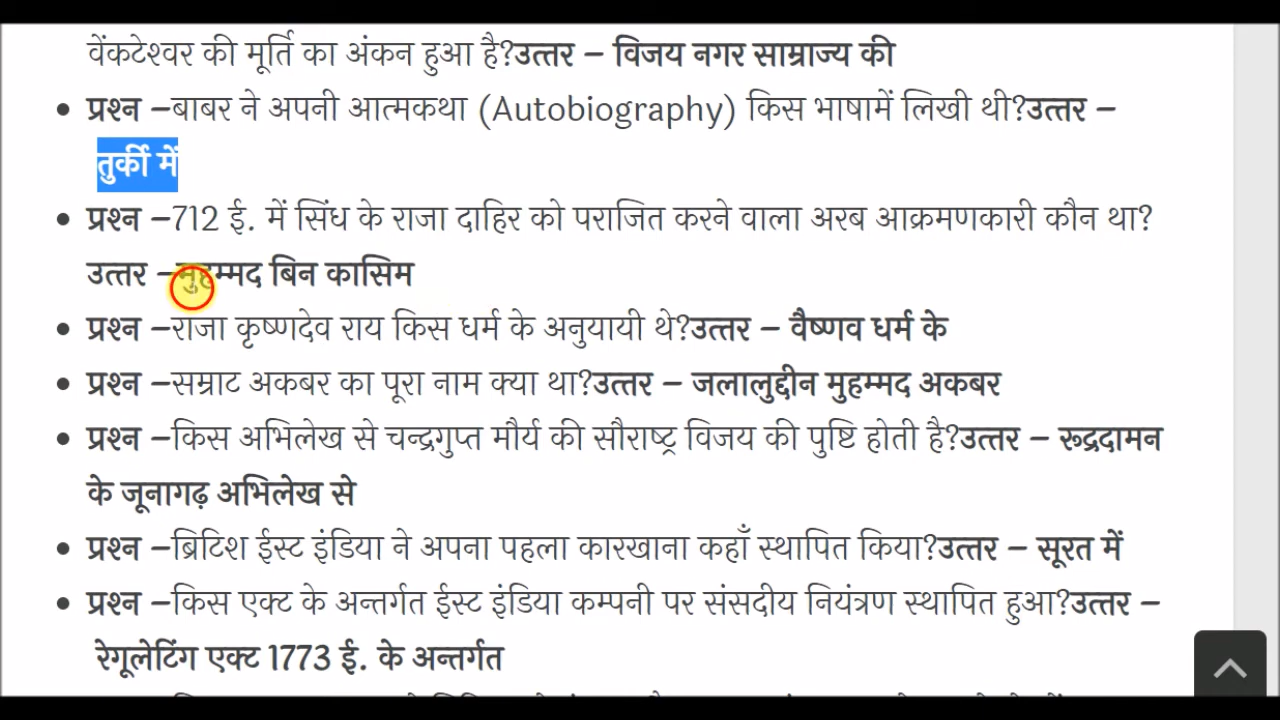 वेंकटेश्वर की मूर्ति का अंकन हुआ है?उत्तर – विजय नगर साम्राज्य की
• प्रश्न –बाबर ने अपनी आत्मकथा (Autobiography) किस भाषामें लिखी थी?उत्तर –
तुर्की में
• प्रश्न –712 ई. में सिंध के राजा दाहिर को पराजित करने वाला अरब आक्रमणकारी कौन था?
उत्तर –मुहम्मद बिन कासिम
• प्रश्न –राजा कृष्णदेव राय किस धर्म के अनुयायी थे?उत्तर – वैष्णव धर्म के
• प्रश्न –सम्राट अकबर का पूरा नाम क्या था?उत्तर – जलालुद्दीन मुहम्मद अकबर
• प्रश्न –किस अभिलेख से चन्द्रगुप्त मौर्य की सौराष्ट्र विजय की पुष्टि होती है?उत्तर – रूद्रदामन
के जूनागढ़ अभिलेख से
• प्रश्न –ब्रिटिश ईस्ट इंडिया ने अपना पहला कारखाना कहाँ स्थापित किया?उत्तर – सूरत में
• प्रश्न –किस एक्ट के अन्तर्गत ईस्ट इंडिया कम्पनी पर संसदीय नियंत्रण स्थापित हुआ?उत्तर –
रेगूलेटिंग एक्ट 1773 ई. के अन्तर्गत